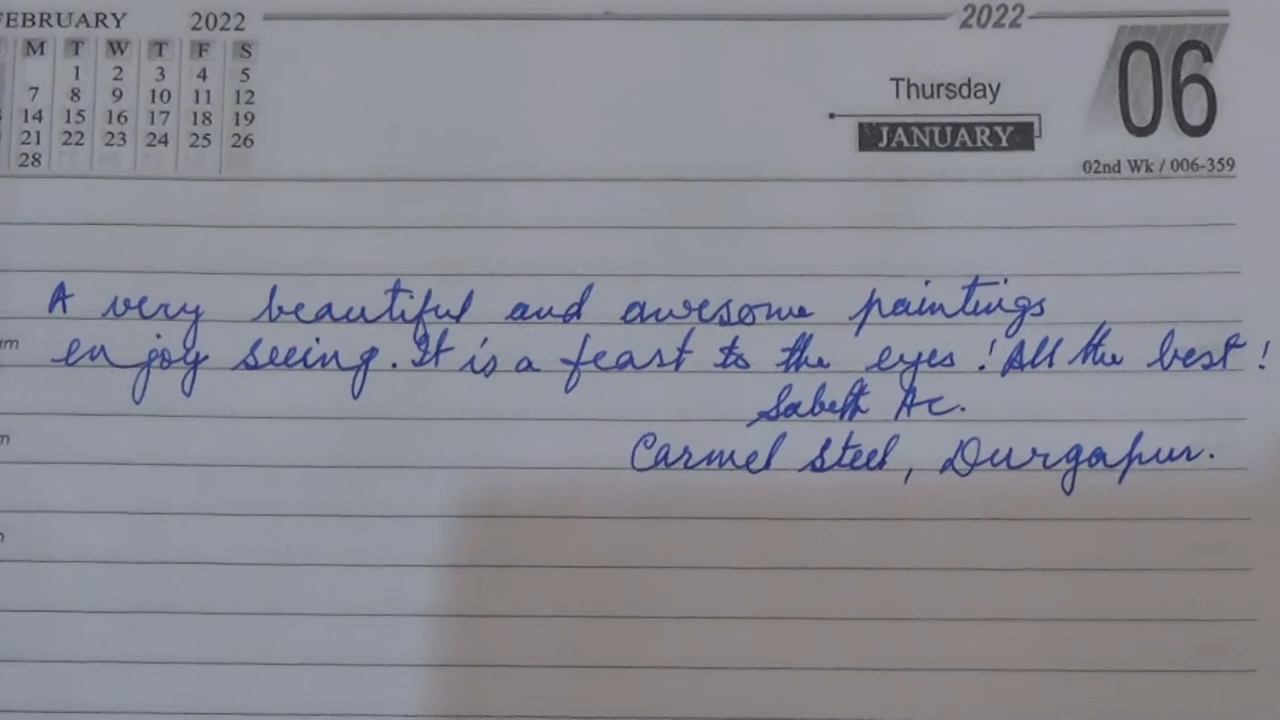 FEBRUARY 2022
M T W T F S
1 2 3 4 5
7 8 9 10 11 12
14 15 16 17 18 19
21 22 23 24 25 26
28
2022
Thursday
JANUARY
06
02nd Wk / 006-359
A very beautiful and awesome paintings
enjoy seeing. It is a feast to the eyes! All the best!
Sabeth AC.
Carmel Steel, Durgapur.